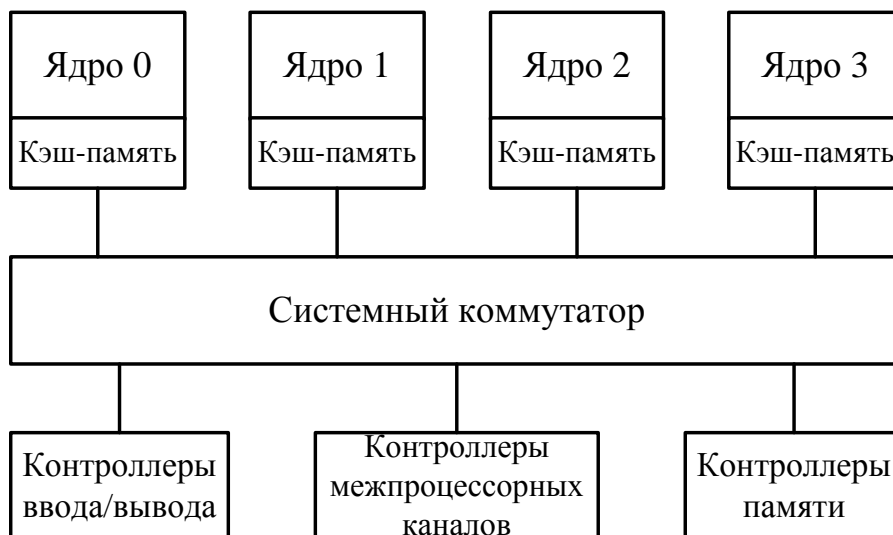 Ядро 0
Ядро 1
Ядро 2
Ядро 3
Кэш-память
Кэш-память
Кэш-память
Кэш-память
Системный коммутатор
Контроллеры
ввода/вывода
Контроллеры
межпроцессорных
каналов
Контроллеры
памяти